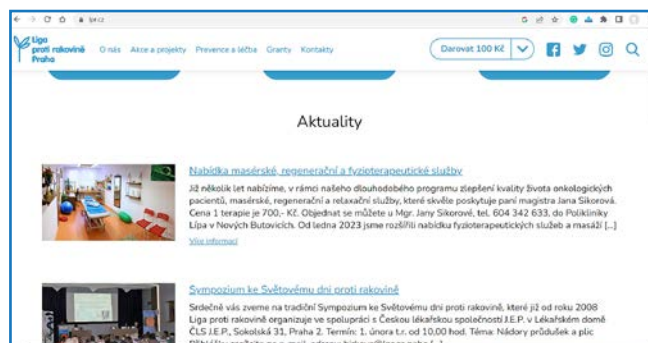 lpr.cz
Liga
proti rakovině
Praha
O nás
Akce a projekty
Prevence a léčba
Granty
Kontakty
Darovat 100 Kč
Aktuality
Nabídka masérské, regenerační a fyzioterapeutické služby
Již několik let nabízíme, v rámci našeho dlouhodobého programu zlepšení kvality života onkologických
pacientů, masérské, regenerační a relaxační služby, které skvěle poskytuje paní magistra Jana Sikorová.
Cena 1 terapie je 700,- Kč. Objednat se můžete u Mgr. Jany Sikorové, tel. 604 342 633, do Polikliniky
Lípa v Nových Butovicích. Od ledna 2023 jsme rozšířili nabídku fyzioterapeutických služeb a masáží [...]
Více informací
Sympozium ke Světovému dni proti rakovině
Srdečně vás zveme na tradiční Sympozium ke Světovému dni proti rakovině, které již od roku 2008
Liga proti rakovině organizuje ve spolupráci s Českou lékařskou společností J.E.P. v Lékařském domě
ČLS J.E.P., Sokolská 31, Praha 2. Termín: 1. února t.r. od 10,00 hod. Téma: Nádory průdušek a plic